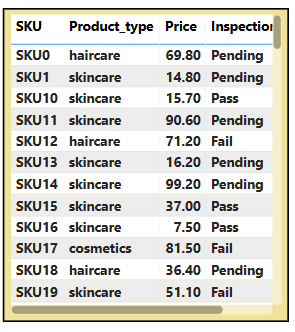 SKU Product_type Price Inspection
SKU0 haircare 69.80 Pending
SKU1 skincare 14.80 Pending
SKU10 skincare 15.70 Pass
SKU11 skincare 90.60 Pending
SKU12 haircare 71.20 Fail
SKU13 skincare 16.20 Pending
SKU14 skincare 99.20 Pending
SKU15 skincare 37.00 Pass
SKU16 skincare 7.50 Pass
SKU17 cosmetics 81.50 Fail
SKU18 haircare 36.40 Pending
SKU19 skincare 51.10 Fail